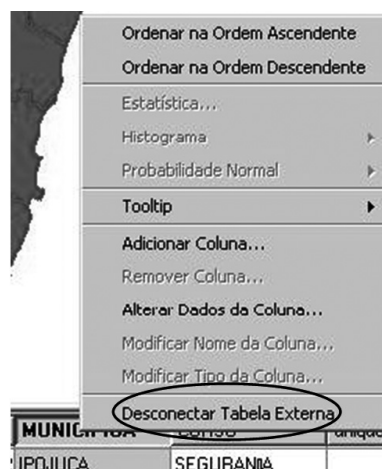 Ordenar na Ordem Ascendente
Ordenar na Ordem Descendente
Estatística...
Histograma
Probabilidade Normal
Tooltip
Adicionar Coluna...
Remover Coluna...
Alterar Dados da Coluna...
Modificar Nome da Coluna...
Modificar Tipo da Coluna...
Desconectar Tabela Externa
IPOJUCA SEGURANÇA